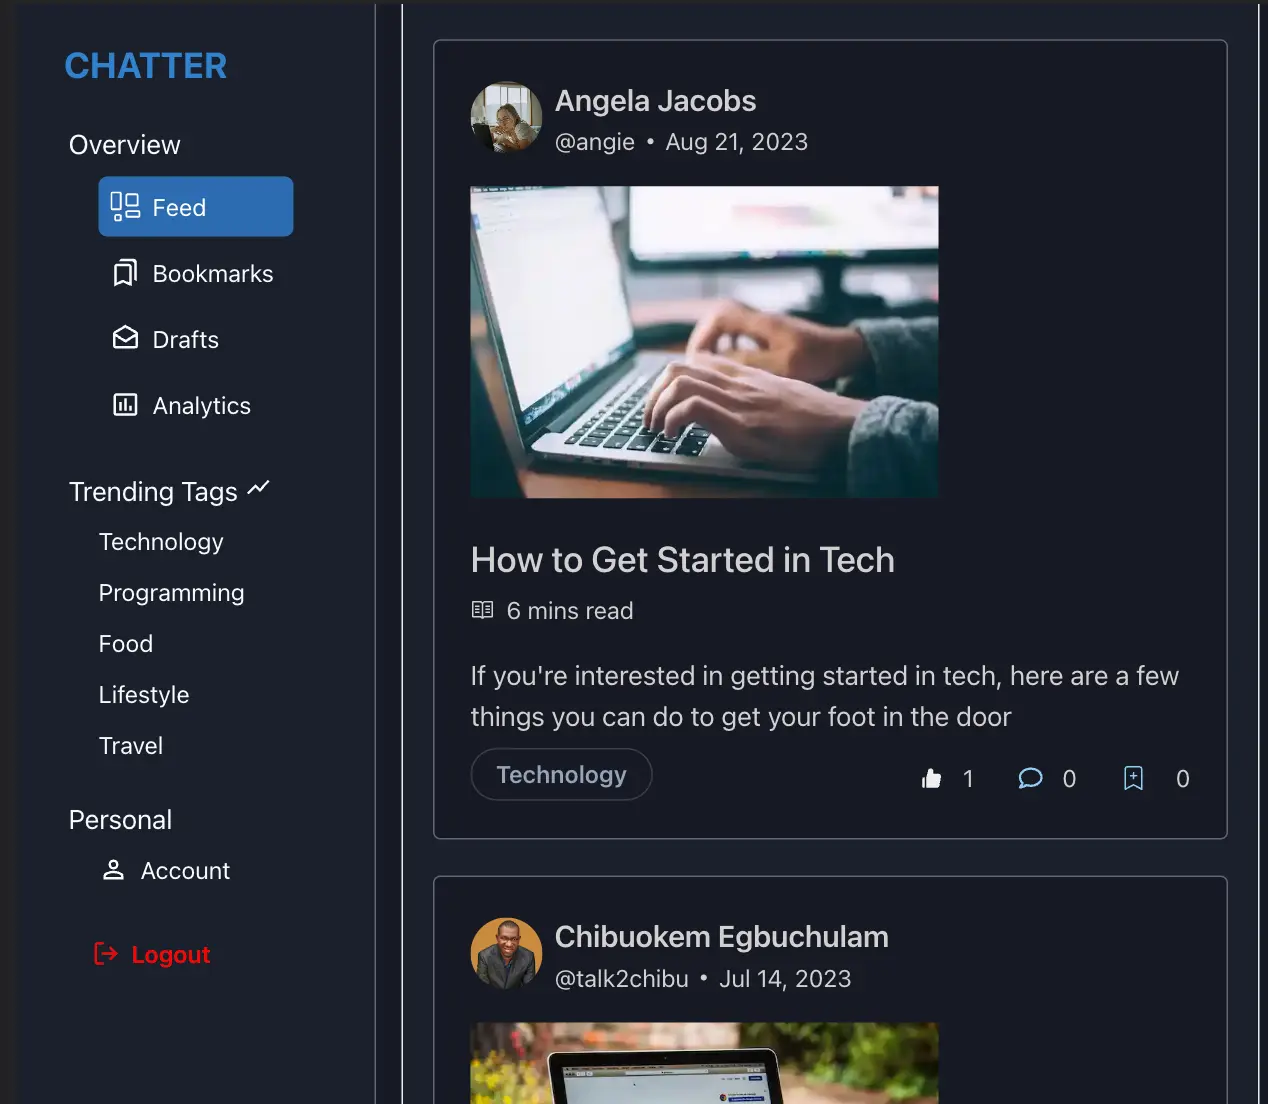 CHATTER
Overview
Feed
Bookmarks
Drafts
Analytics
Trending Tags
Technology
Programming
Food
Lifestyle
Travel
Personal
Account
Logout
Angela Jacobs
@angie • Aug 21, 2023
How to Get Started in Tech
6 mins read
If you're interested in getting started in tech, here are a few
things you can do to get your foot in the door
Technology
1
0
0
Chibuokem Egbuchulam
@talk2chibu • Jul 14, 2023